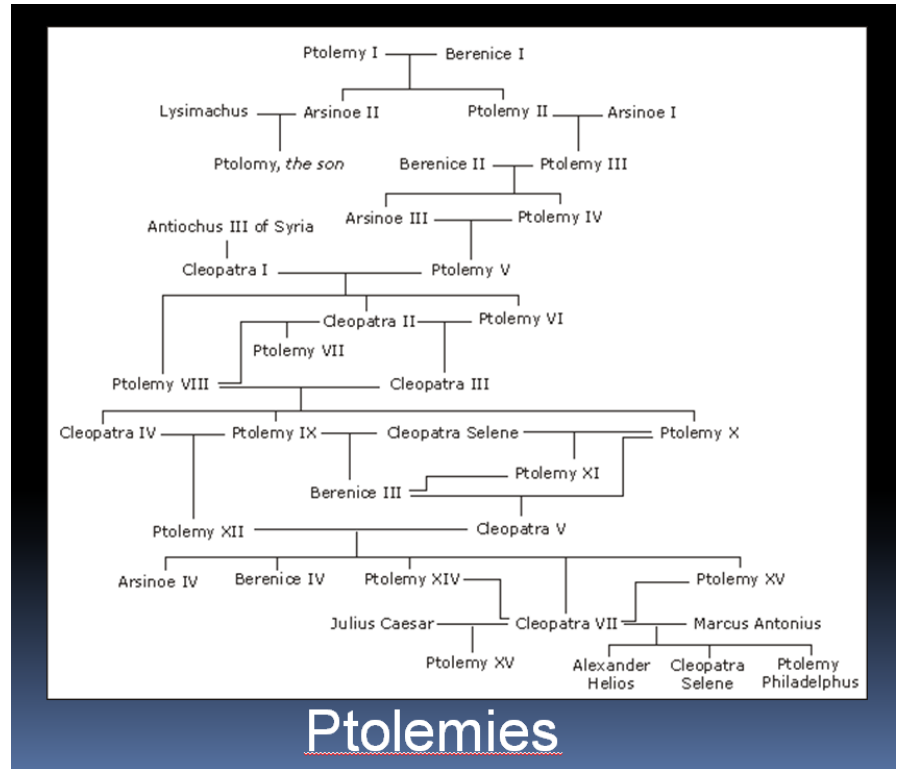 Ptolemy I Berenice I
Lysimachus Arsinoe II Ptolemy II Arsinoe I
Ptolomy, the son Berenice II Ptolemy III
Arsinoe III Ptolemy IV
Antiochus III of Syria
Cleopatra I Ptolemy V
Cleopatra II Ptolemy VI
Ptolemy VII
Ptolemy VIII Cleopatra III
Cleopatra IV Ptolemy IX Cleopatra Selene Ptolemy X
Ptolemy XI
Berenice III
Ptolemy XII Cleopatra V
Arsinoe IV Berenice IV Ptolemy XIV Ptolemy XV
Julius Caesar Cleopatra VII Marcus Antonius
Ptolemy XV
Alexander Helios
Cleopatra Selene
Ptolemy Philadelphus
Ptolemies